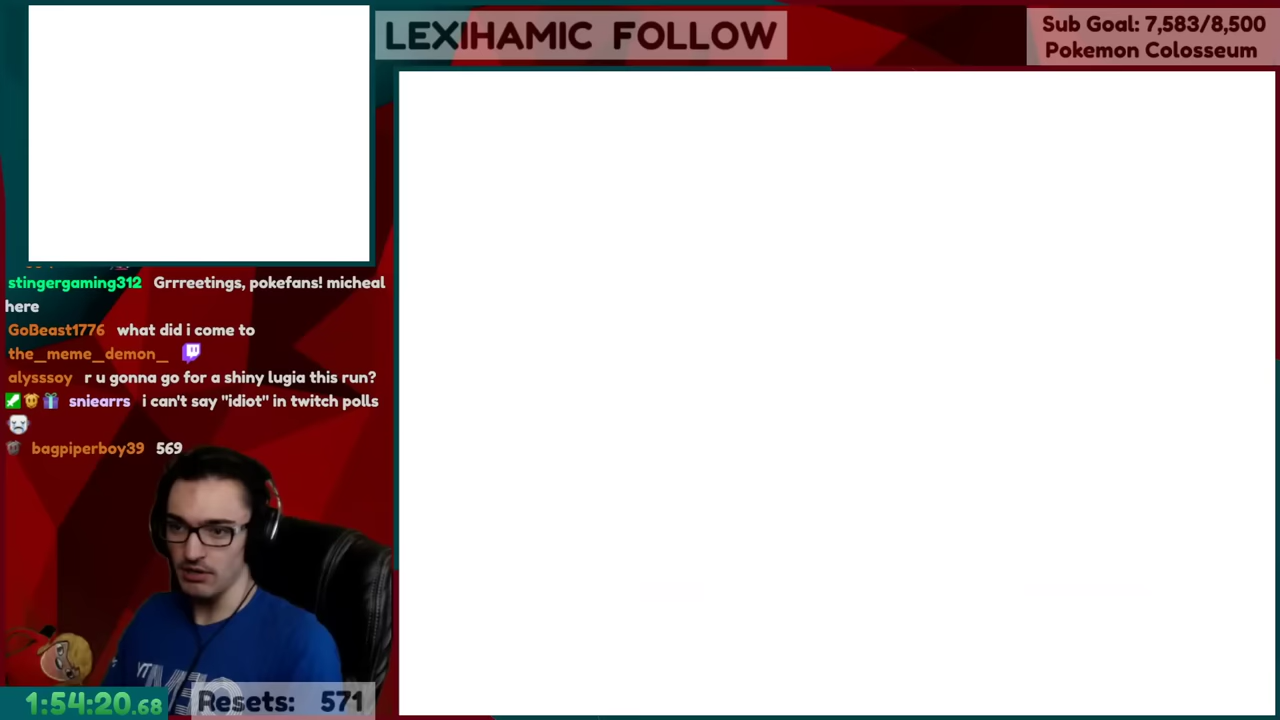 LEXIHAMIC FOLLOW
Sub Goal: 7,583/8,500
Pokemon Colosseum
stingergaming312 Grrreetings, pokefans! micheal
here
GoBeast1776 what did i come to
the_meme_demon_
alysssoy r u gonna go for a shiny lugia this run?
sniearrs i can't say "idiot" in twitch polls
bagpiperboy39 569
YT
1:54:20.68
Resets: 571